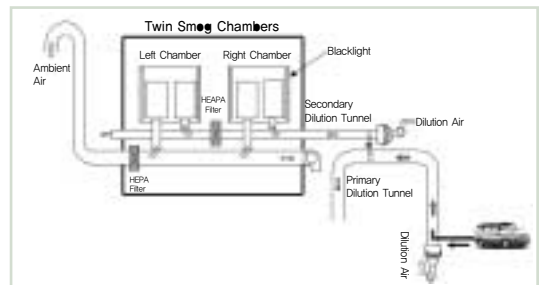 Twin Smog Chambers
Left Chamber
Right Chamber
Blacklight
Ambient
Air
HEAPA
Filter
Secondary
Dilution Tunnel
Dilution Air
HEPA
Filter
Primary
Dilution Tunnel
Dilution Air